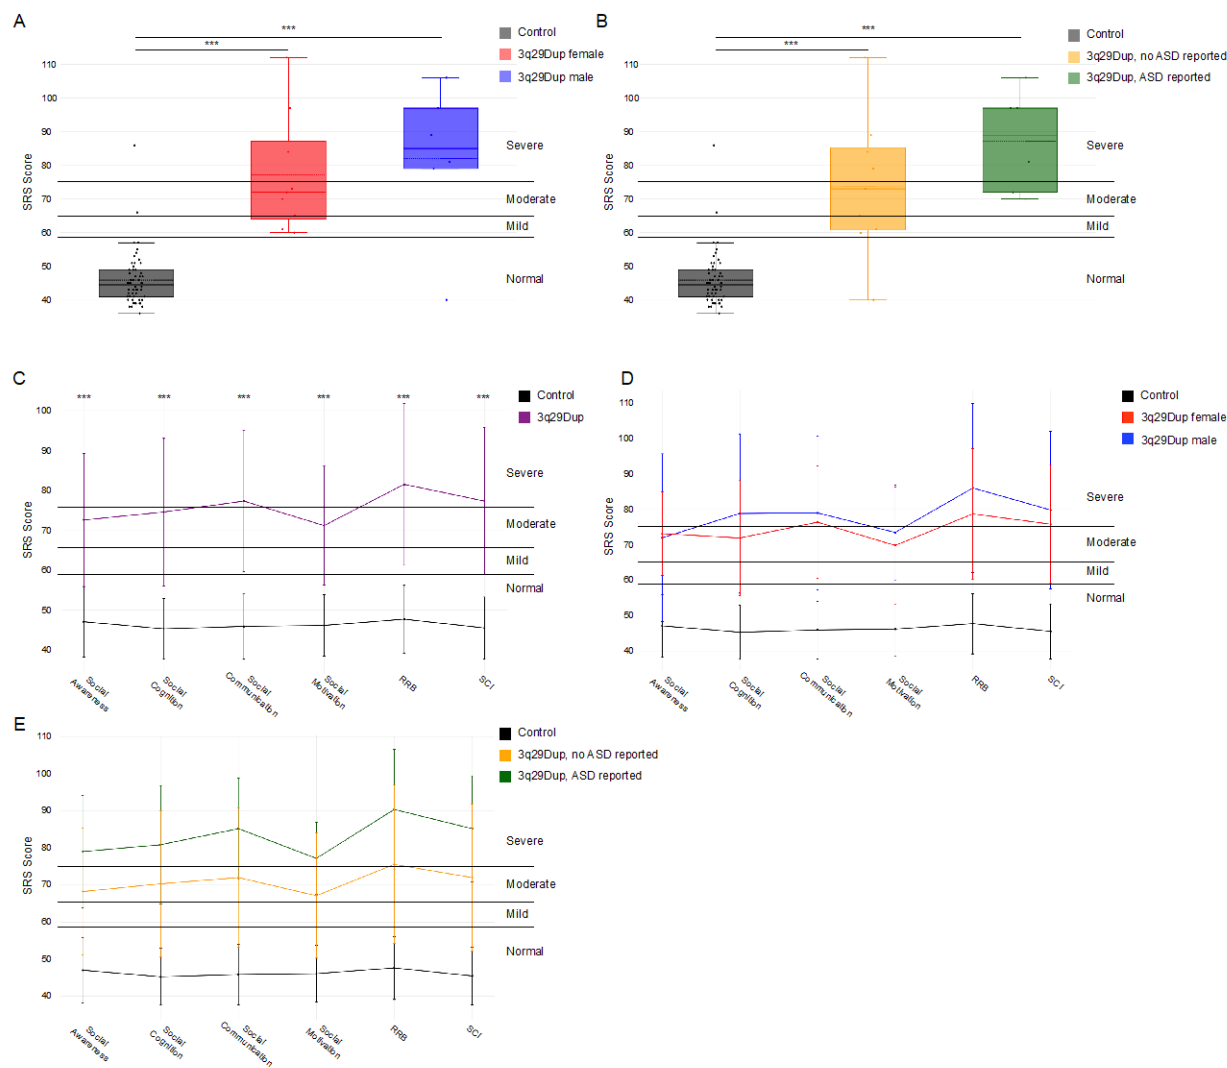 A
***
***
Control
3q29Dup female
3q29Dup male
SRS Score
110
100
90
80
70
60
50
40
Severe
Moderate
Mild
Normal
B
***
***
Control
3q29Dup, no ASD reported
3q29Dup, ASD reported
SRS Score
110
100
90
80
70
60
50
40
Severe
Moderate
Mild
Normal
C
*** *** *** *** *** ***
Control
3q29Dup
SRS Score
100
90
80
70
60
50
40
Severe
Moderate
Mild
Normal
Social
Awareness
Social
Cognition
Social
Communication
Social
Motivation
RRB
SCI
D
Control
3q29Dup female
3q29Dup male
SRS Score
110
100
90
80
70
60
50
40
Severe
Moderate
Mild
Normal
Social
Awareness
Social
Cognition
Social
Communication
Social
Motivation
RRB
SCI
E
Control
3q29Dup, no ASD reported
3q29Dup, ASD reported
SRS Score
110
100
90
80
70
60
50
40
Severe
Moderate
Mild
Normal
Social
Awareness
Social
Cognition
Social
Communication
Social
Motivation
RRB
SCI